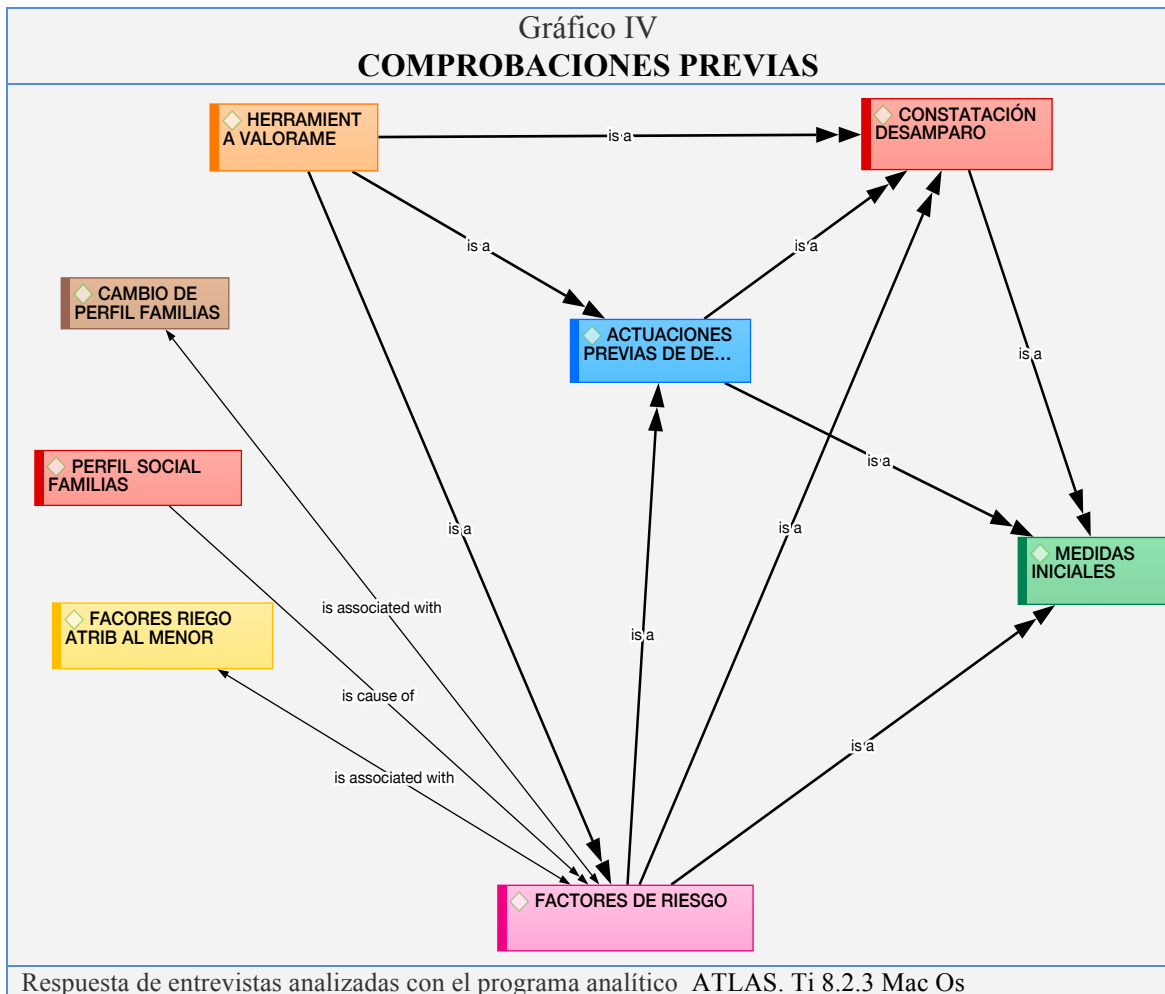 Gráfico IV
COMPROBACIONES PREVIAS
HERRAMIENT
A VALORAME
is a
CONSTATACIÓN
DESAMPARO
is a
is a
CAMBIO DE
PERFIL FAMILIAS
ACTUACIONES
PREVIAS DE DE...
is a
PERFIL SOCIAL
FAMILIAS
is a
is a
is a
MEDIDAS
INICIALES
is associated with
FACORES RIEGO
ATRIB AL MENOR
is a
is cause of
is a
is associated with
FACTORES DE RIESGO
Respuesta de entrevistas analizadas con el programa analítico ATLAS. Ti 8.2.3 Mac Os